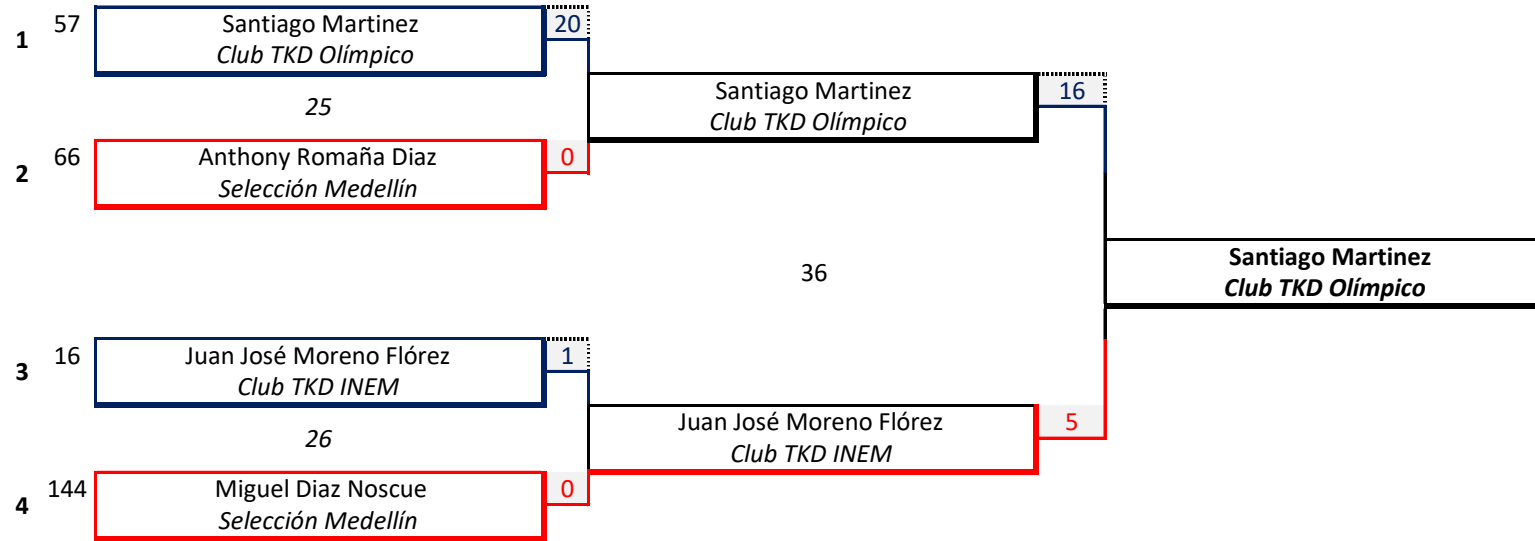 1 57 Santiago Martinez 20
Club TKD Olímpico
25
2 66 Anthony Romaña Diaz 0
Selección Medellín
Santiago Martinez 16
Club TKD Olímpico
36
Santiago Martinez
Club TKD Olímpico
3 16 Juan José Moreno Flórez 1
Club TKD INEM
26
4 144 Miguel Diaz Noscue 0
Selección Medellín
Juan José Moreno Flórez 5
Club TKD INEM